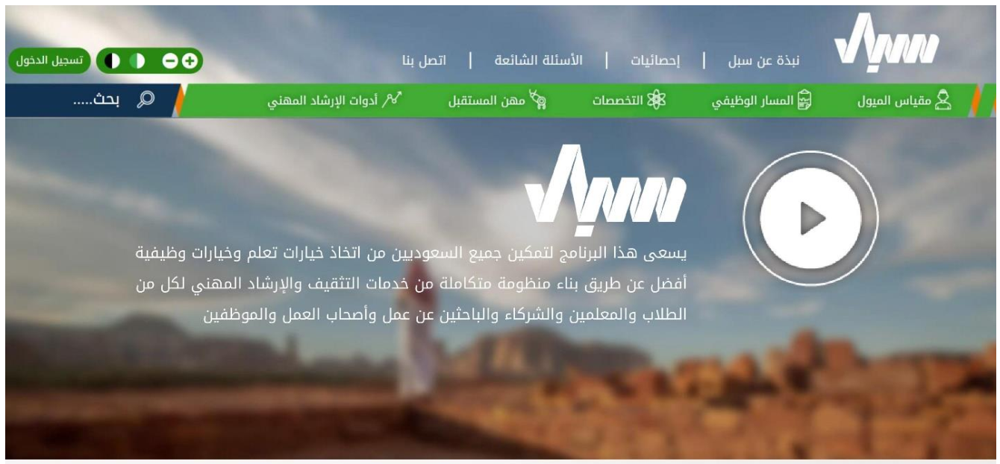 سبل
نبذة عن سبل | إحصائيات | الأسئلة الشائعة | اتصل بنا
تسجيل الدخول
مقياس الميول
المسار الوظيفي
التخصصات
مهن المستقبل
أدوات الإرشاد المهني
بحث.....
سبل
يسعى هذا البرنامج لتمكين جميع السعوديين من اتخاذ خيارات تعلم وخيارات وظيفية
أفضل عن طريق بناء منظومة متكاملة من خدمات التثقيف والإرشاد المهني لكل من
الطلاب والمعلمين والشركاء والباحثين عن عمل وأصحاب العمل والموظفين